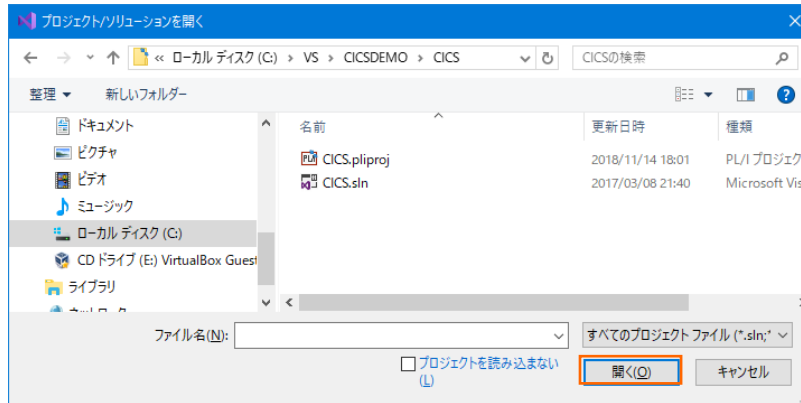 プロジェクト/ソリューションを開く
« ローカル ディスク (C:) › VS › CICSDEMO › CICS
CICSの検索
整理 新しいフォルダー
名前 更新日時 種類
ドキュメント
ピクチャ
ビデオ
ミュージック
ローカル ディスク (C:)
CD ドライブ (E:) VirtualBox Guest
ライブラリ
CICS.pliproj 2018/11/14 18:01 PL/I プロジェク
CICS.sln 2017/03/08 21:40 Microsoft Vis
ファイル名(N):
すべてのプロジェクト ファイル (*.sln;*
プロジェクトを読み込まない
(L)
開く(O) キャンセル